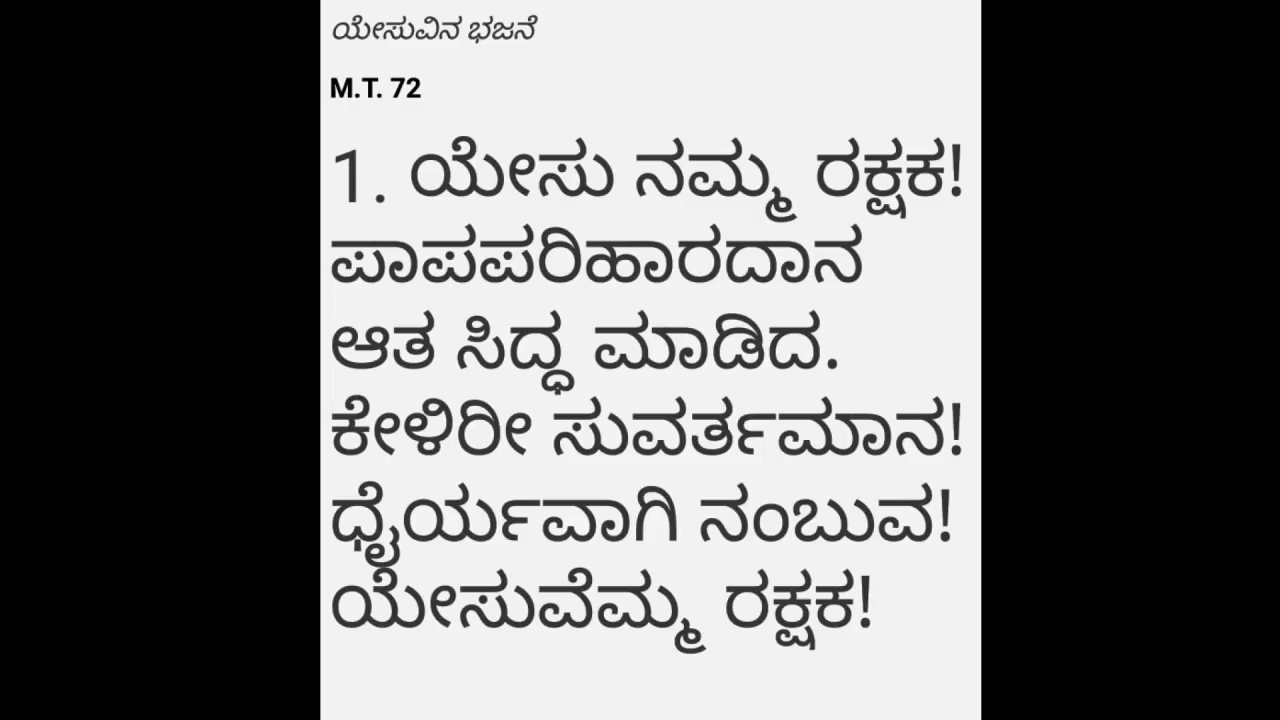 ಯೇಸುವಿನ ಭಜನೆ
M.T. 72
1. ಯೇಸು ನಮ್ಮ ರಕ್ಷಕ!
ಪಾಪಪರಿಹಾರದಾನ
ಆತ ಸಿದ್ಧ ಮಾಡಿದ.
ಕೇಳಿರೀ ಸುವರ್ತಮಾನ!
ಧೈರ್ಯವಾಗಿ ನಂಬುವ!
ಯೇಸುವೆಮ್ಮ ರಕ್ಷಕ!